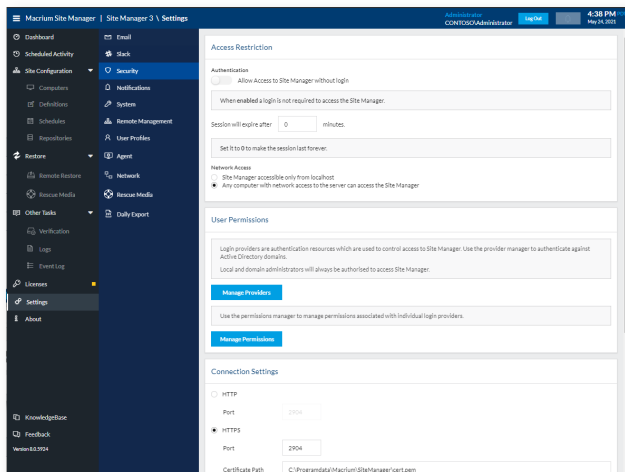 Macrium Site Manager | Site Manager 3 \ Settings
Administrator
CONTOSO\Administrator
Log Out
4:38 PM
May 24, 2021
Dashboard
Scheduled Activity
Site Configuration
Computers
Definitions
Schedules
Repositories
Restore
Remote Restore
Rescue Media
Other Tasks
Verification
Logs
Event Log
Licenses
Settings
About
KnowledgeBase
Feedback
Version 8.0.5924
Email
Slack
Security
Notifications
System
Remote Management
User Profiles
Agent
Network
Rescue Media
Daily Export
Access Restriction
Authentication
Allow Access to Site Manager without login
When enabled a login is not required to access the Site Manager.
Session will expire after 0 minutes.
Set it to 0 to make the session last forever.
Network Access
Site Manager accessible only from localhost
Any computer with network access to the server can access the Site Manager
User Permissions
Login providers are authentication resources which are used to control access to Site Manager. Use the provider manager to authenticate against
Active Directory domains.
Local and domain administrators will always be authorised to access Site Manager.
Manage Providers
Use the permissions manager to manage permissions associated with individual login providers.
Manage Permissions
Connection Settings
HTTP
Port 2904
HTTPS
Port 2904
Certificate Path C:\Programdata\Macrium\SiteManager\cert.pem